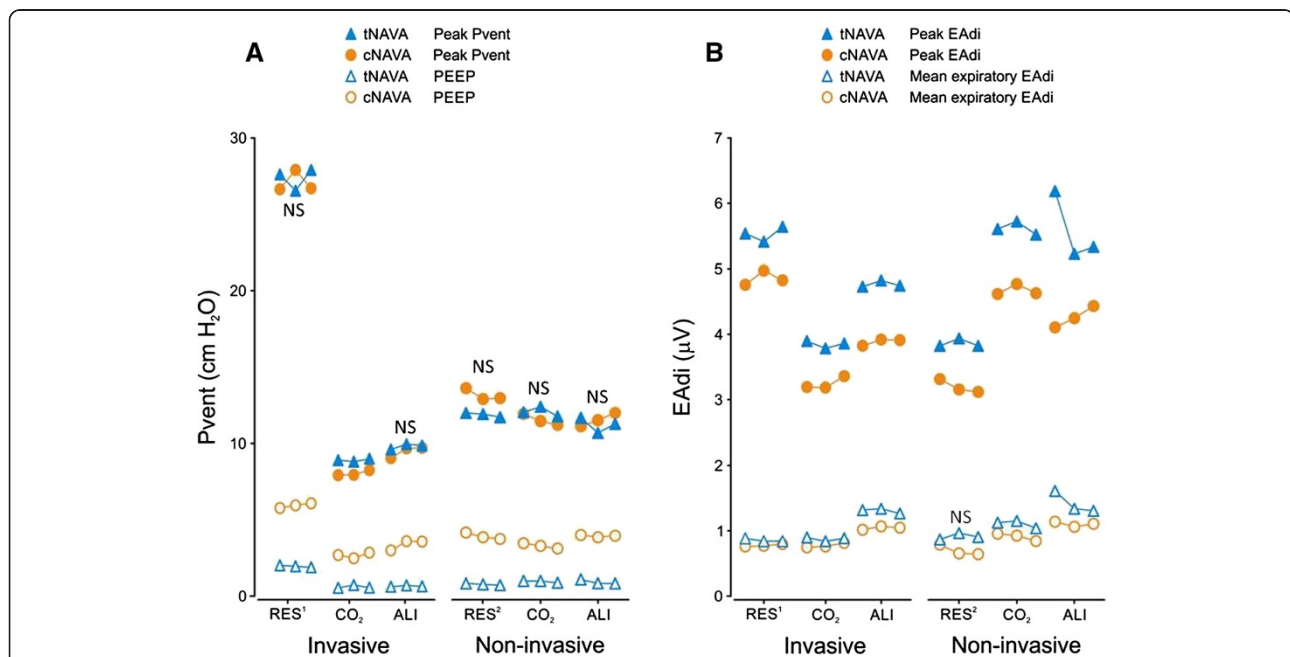 A
tNAVA Peak Pvent
cNAVA Peak Pvent
tNAVA PEEP
cNAVA PEEP
30
20
10
0
Pvent (cm H₂O)
NS
NS
NS
NS
NS
RES¹ CO₂ ALI RES² CO₂ ALI
Invasive Non-invasive
B
tNAVA Peak EAdi
cNAVA Peak EAdi
tNAVA Mean expiratory EAdi
cNAVA Mean expiratory EAdi
7
6
5
4
3
2
1
0
EAdi (μV)
NS
RES¹ CO₂ ALI RES² CO₂ ALI
Invasive Non-invasive